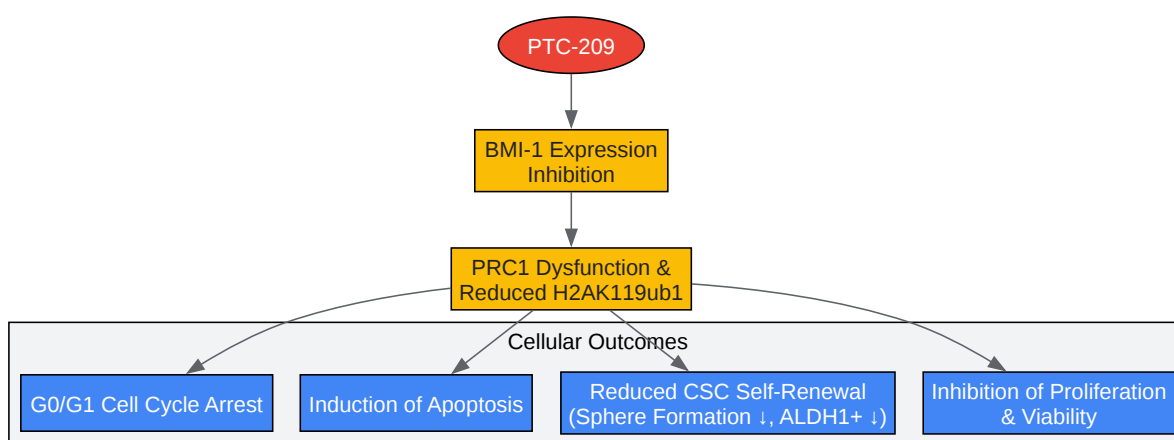 PTC-209
BMI-1 Expression
Inhibition
PRC1 Dysfunction &
Reduced H2AK119ub1
Cellular Outcomes
G0/G1 Cell Cycle Arrest
Induction of Apoptosis
Reduced CSC Self-Renewal
(Sphere Formation ↓, ALDH1+ ↓)
Inhibition of Proliferation
& Viability